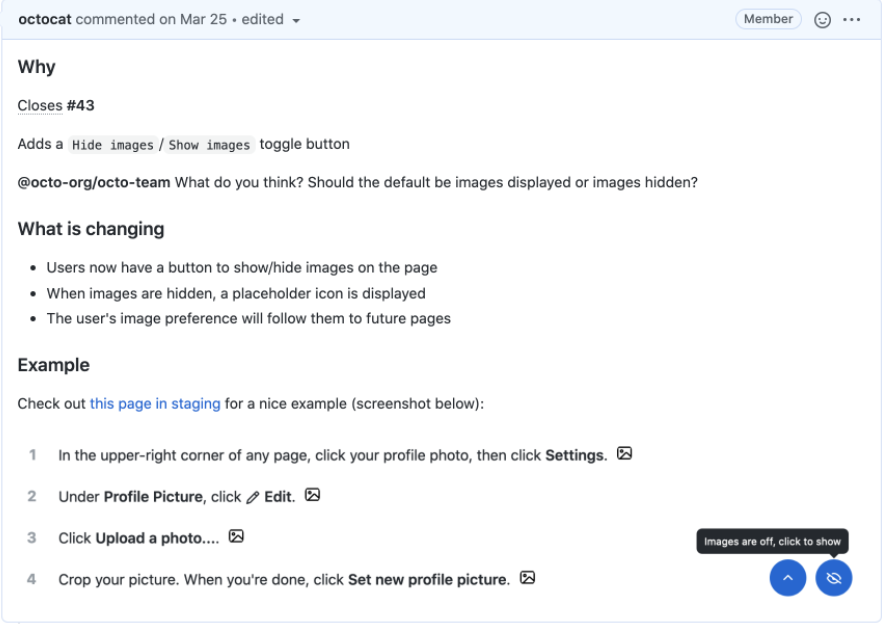 octocat commented on Mar 25 • edited
Member
Why
Closes #43
Adds a Hide images / Show images toggle button
@octo-org/octo-team What do you think? Should the default be images displayed or images hidden?
What is changing
• Users now have a button to show/hide images on the page
• When images are hidden, a placeholder icon is displayed
• The user's image preference will follow them to future pages
Example
Check out this page in staging for a nice example (screenshot below):
1 In the upper-right corner of any page, click your profile photo, then click Settings.
2 Under Profile Picture, click Edit.
3 Click Upload a photo....
Images are off, click to show
4 Crop your picture. When you're done, click Set new profile picture.